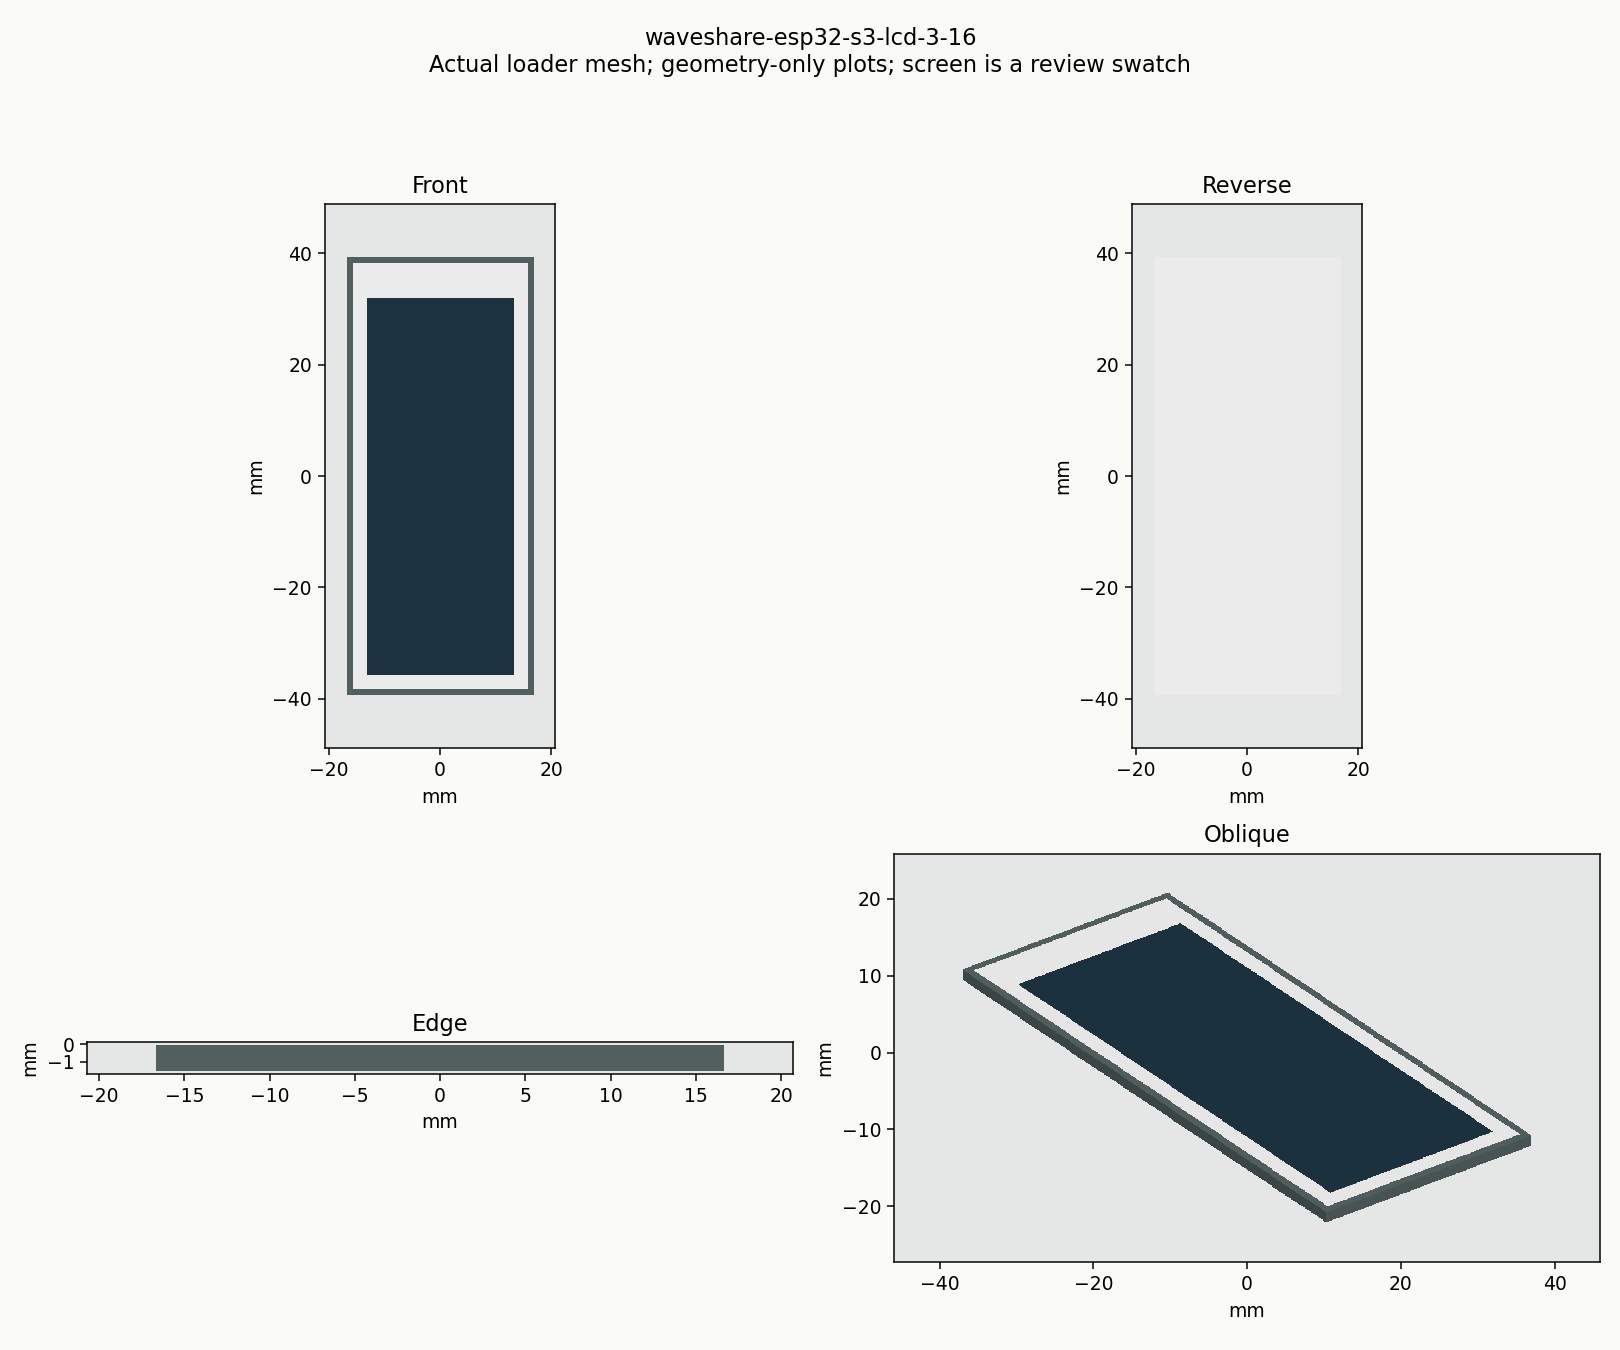 waveshare-esp32-s3-lcd-3-16
Actual loader mesh; geometry-only plots; screen is a review swatch
Front
40
20
0
−20
−40
mm
−20 0 20
mm
Reverse
40
20
0
−20
−40
mm
−20 0 20
mm
Edge
0
−1
mm
−20 −15 −10 −5 0 5 10 15 20
mm
Oblique
20
10
0
−10
−20
mm
−40 −20 0 20 40
mm